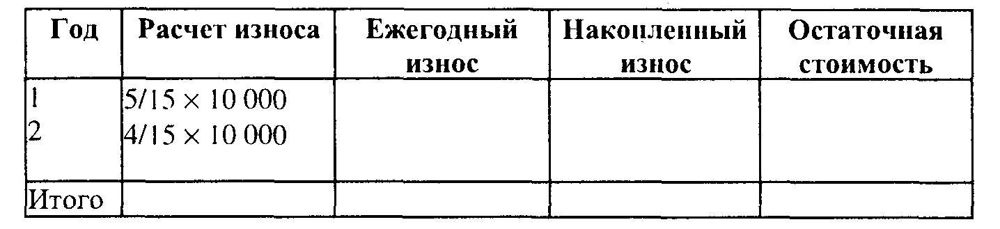 Год Расчет износа Ежегодный износ Накопленный износ Остаточная стоимость
1 5/15 × 10 000
2 4/15 × 10 000
Итого